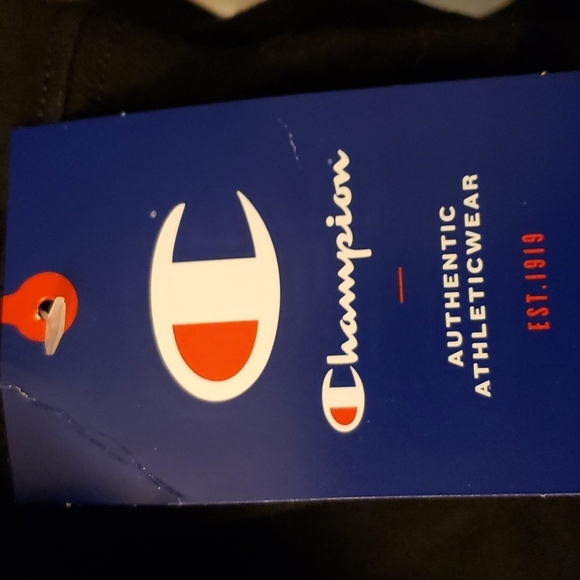 Champion
AUTHENTIC
ATHLETICWEAR
EST.1919